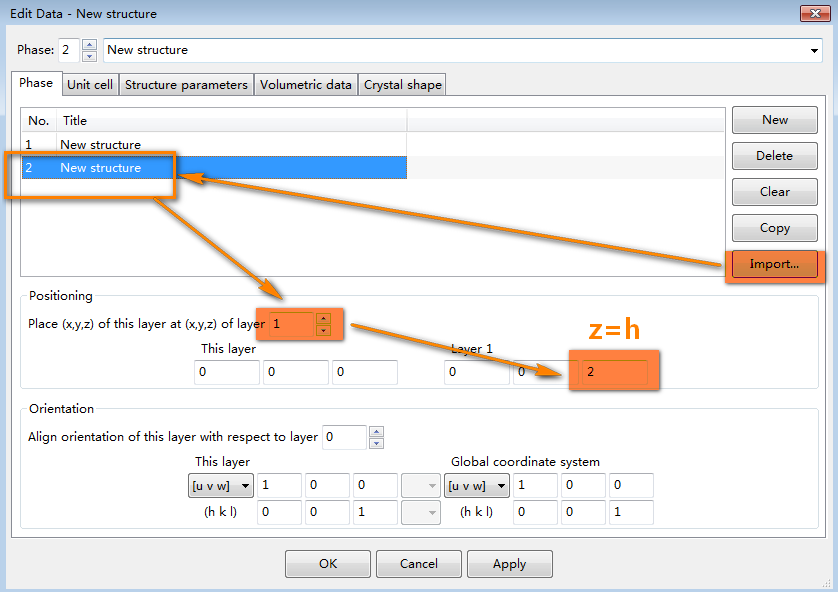 Edit Data - New structure
Phase: 2 New structure
Phase Unit cell Structure parameters Volumetric data Crystal shape
No. Title
1 New structure
2 New structure
New
Delete
Clear
Copy
Import...
Positioning
Place (x,y,z) of this layer at (x,y,z) of layer 1
z=h
This layer Layer 1
0 0 0 0 0 2
Orientation
Align orientation of this layer with respect to layer 0
This layer Global coordinate system
[u v w] 1 0 0 [u v w] 1 0 0
(h k l) 0 0 1 (h k l) 0 0 1
OK Cancel Apply